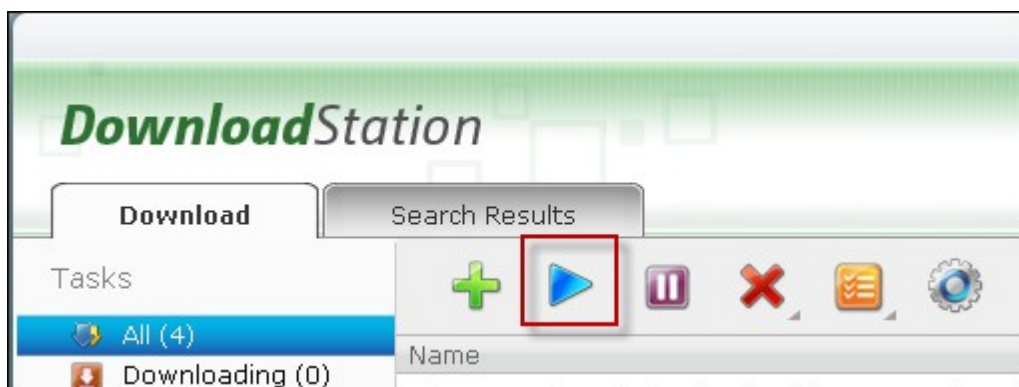 DownloadStation
Download
Search Results
Tasks
All (4)
Name
Downloading (0)